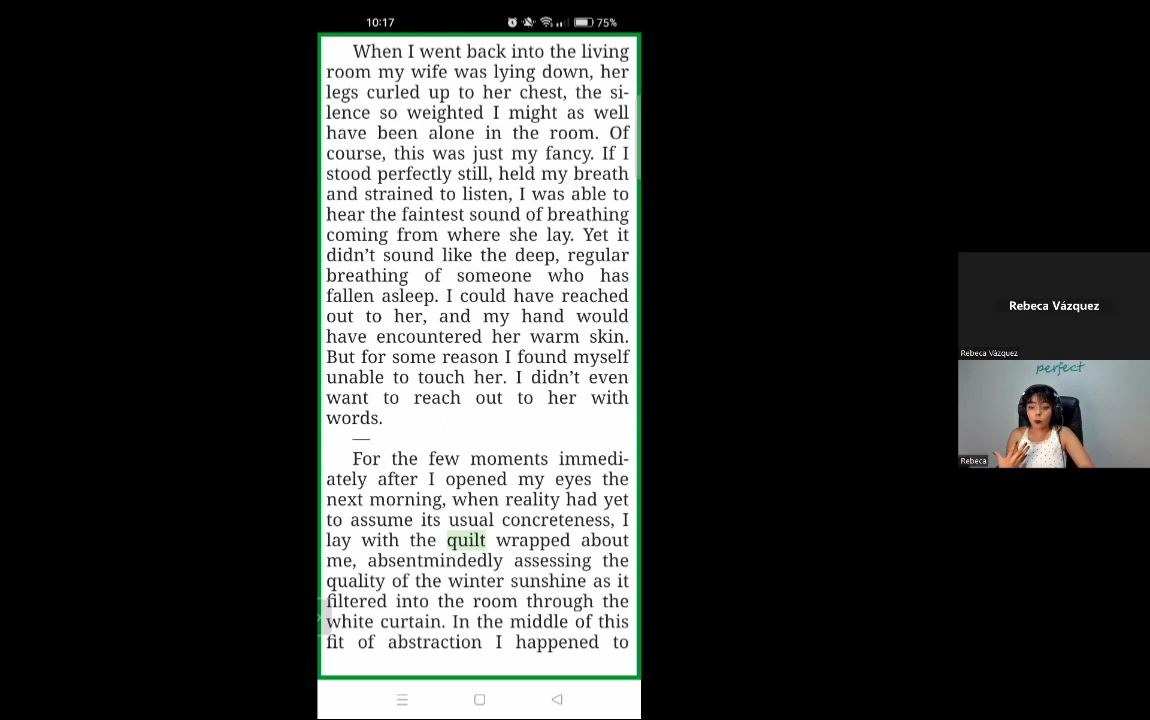 10:17
75%
When I went back into the living
room my wife was lying down, her
legs curled up to her chest, the si-
lence so weighted I might as well
have been alone in the room. Of
course, this was just my fancy. If I
stood perfectly still, held my breath
and strained to listen, I was able to
hear the faintest sound of breathing
coming from where she lay. Yet it
didn’t sound like the deep, regular
breathing of someone who has
fallen asleep. I could have reached
out to her, and my hand would
have encountered her warm skin.
But for some reason I found myself
unable to touch her. I didn’t even
want to reach out to her with
words.
—
For the few moments immedi-
ately after I opened my eyes the
next morning, when reality had yet
to assume its usual concreteness, I
lay with the quilt wrapped about
me, absentmindedly assessing the
quality of the winter sunshine as it
filtered into the room through the
white curtain. In the middle of this
fit of abstraction I happened to
Rebeca Vázquez
Rebeca Vázquez
perfect
Rebeca